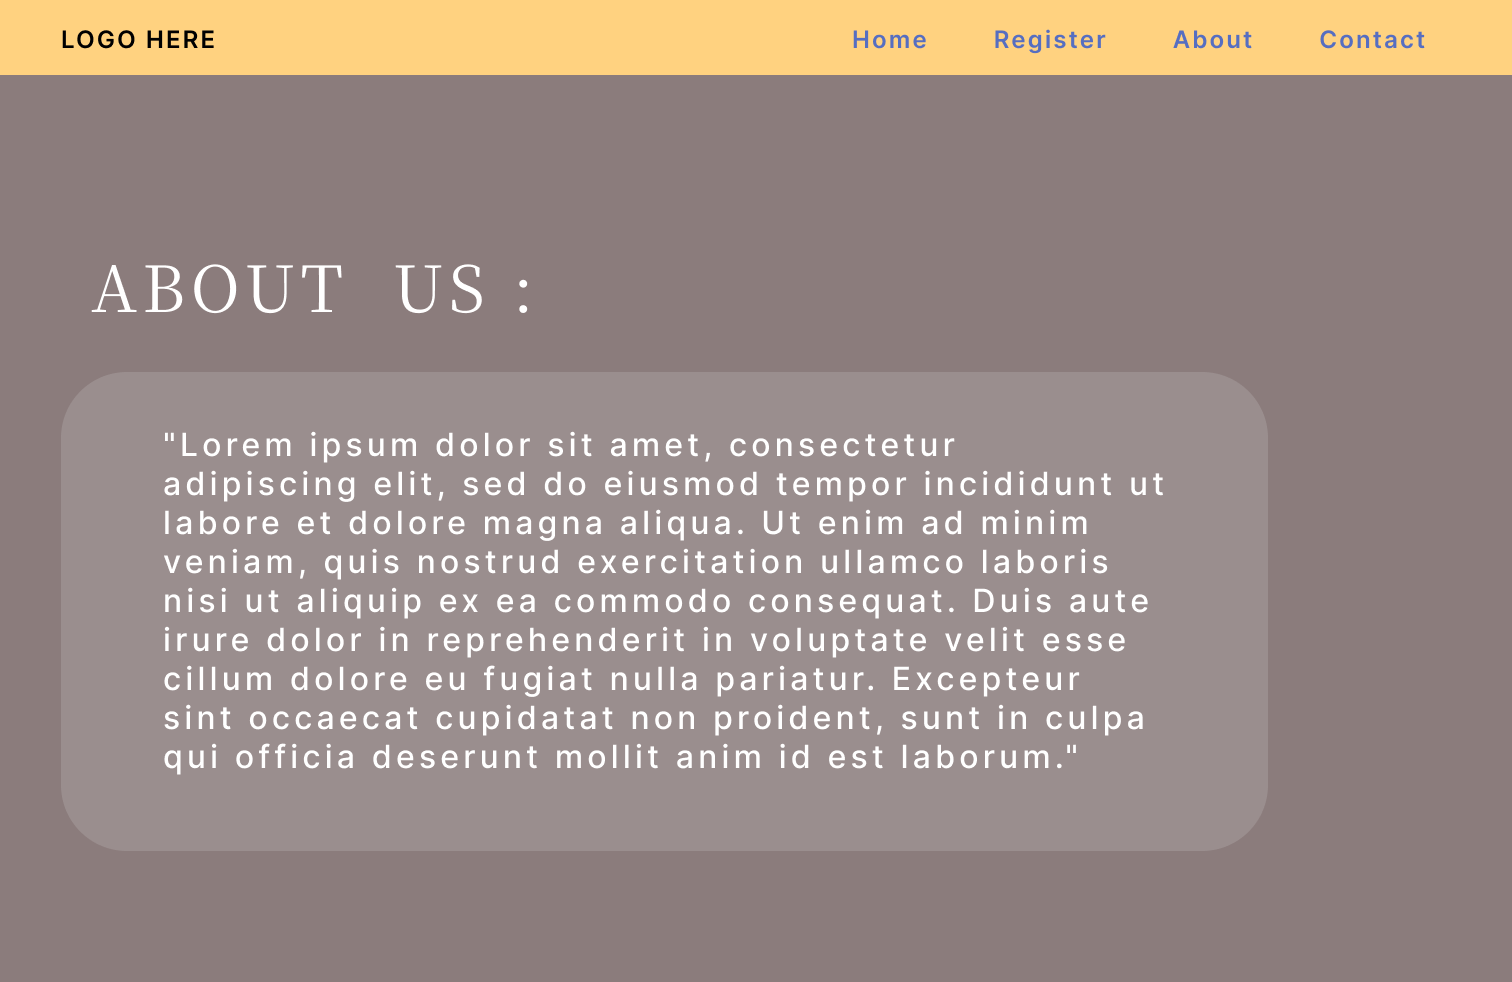 LOGO HERE
Home Register About Contact
ABOUT US :
"Lorem ipsum dolor sit amet, consectetur
adipiscing elit, sed do eiusmod tempor incididunt ut
labore et dolore magna aliqua. Ut enim ad minim
veniam, quis nostrud exercitation ullamco laboris
nisi ut aliquip ex ea commodo consequat. Duis aute
irure dolor in reprehenderit in voluptate velit esse
cillum dolore eu fugiat nulla pariatur. Excepteur
sint occaecat cupidatat non proident, sunt in culpa
qui officia deserunt mollit anim id est laborum."